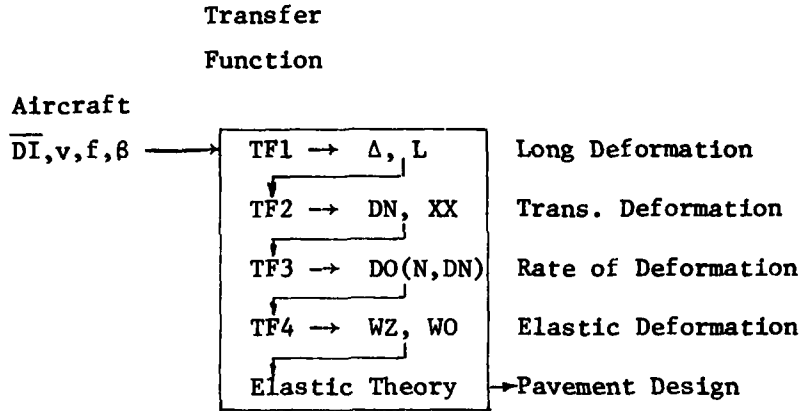 Transfer
Function
Aircraft
D̅I̅,v,f,β → TF1 → Δ, L Long Deformation
TF2 → DN, XX Trans. Deformation
TF3 → DO(N,DN) Rate of Deformation
TF4 → WZ, WO Elastic Deformation
Elastic Theory → Pavement Design